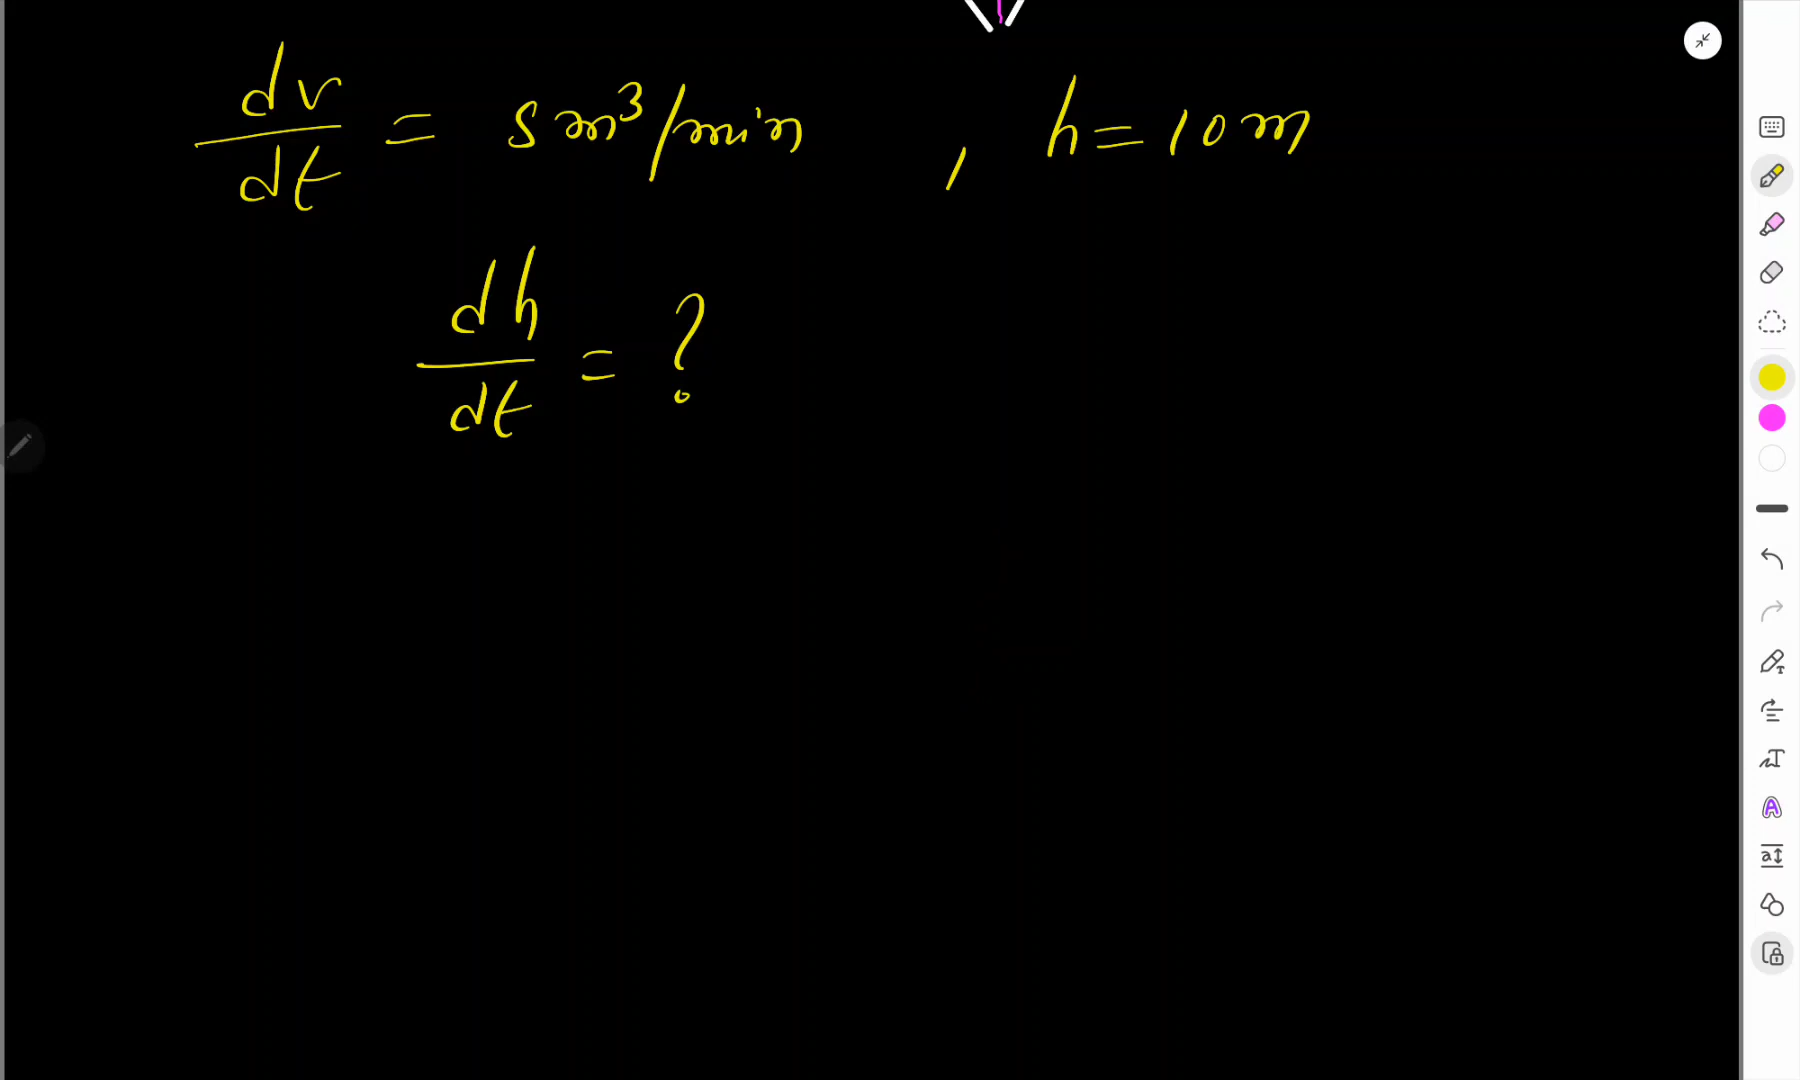 dv/dt = 5 m³/min , h = 10 m
dh/dt = ?